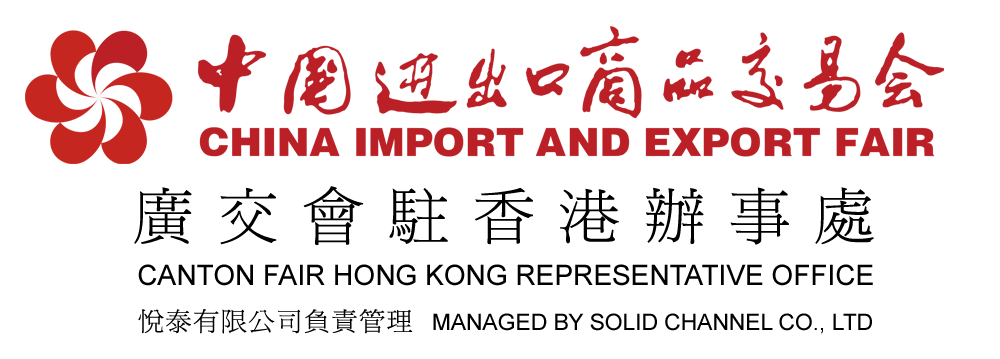 中国进出口商品交易会
CHINA IMPORT AND EXPORT FAIR
廣交會駐香港辦事處
CANTON FAIR HONG KONG REPRESENTATIVE OFFICE
悅泰有限公司負責管理 MANAGED BY SOLID CHANNEL CO., LTD